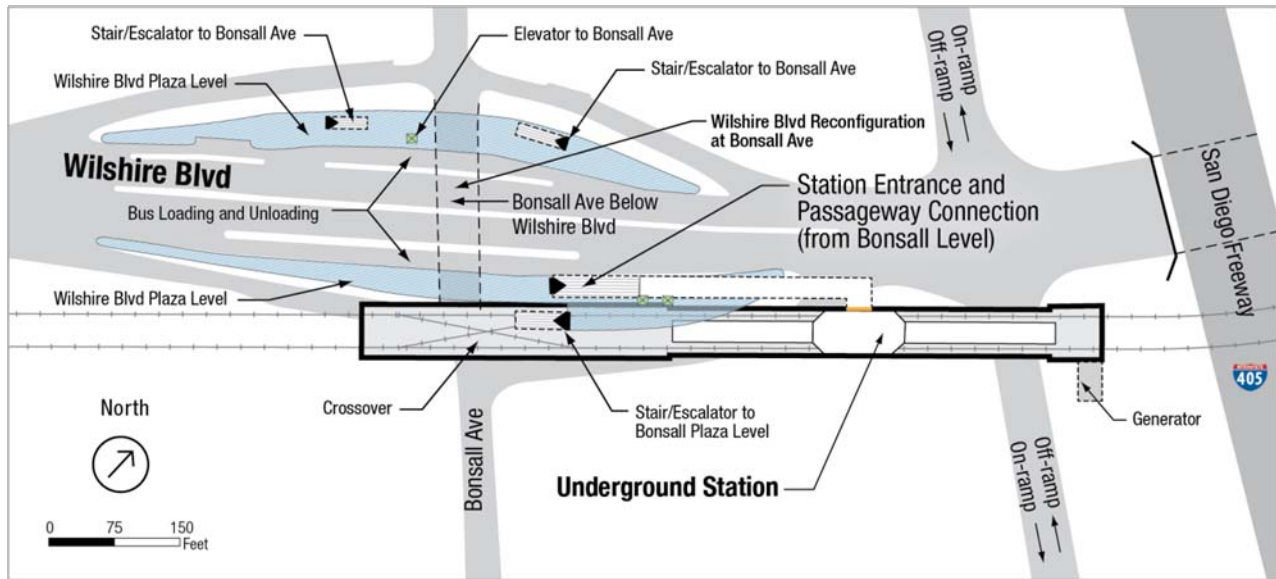 Stair/Escalator to Bonsall Ave
Elevator to Bonsall Ave
On-ramp
Off-ramp
Wilshire Blvd Plaza Level
Stair/Escalator to Bonsall Ave
Wilshire Blvd Reconfiguration
at Bonsall Ave
Wilshire Blvd
San Diego Freeway
Station Entrance and
Passageway Connection
(from Bonsall Level)
Bus Loading and Unloading
Bonsall Ave Below
Wilshire Blvd
Wilshire Blvd Plaza Level
INTERSTATE
405
North
Crossover
Bonsall Ave
Stair/Escalator to
Bonsall Plaza Level
Generator
Underground Station
Off-ramp
On-ramp
0 75 150
Feet